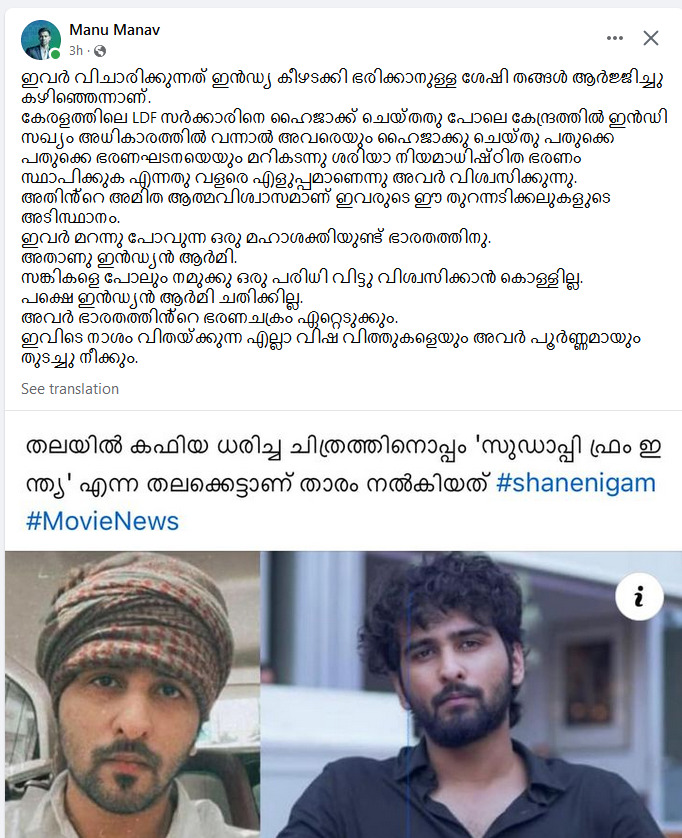 Manu Manav
3h
ഇവർ വിചാരിക്കുന്നത് ഇൻഡ്യ കീഴടക്കി ഭരിക്കാനുള്ള ശേഷി തങ്ങൾ ആർജ്ജിച്ചു
കഴിഞ്ഞെന്നാണ്.
കേരളത്തിലെ LDF സർക്കാരിനെ ഹൈജാക്ക് ചെയ്തതു പോലെ കേന്ദ്രത്തിൽ ഇൻഡി
സഖ്യം അധികാരത്തിൽ വന്നാൽ അവരെയും ഹൈജാക്കു ചെയ്തു പതുക്കെ
പതുക്കെ ഭരണഘടനയെയും മറികടന്നു ശരിയാ നിയമാധിഷ്ഠിത ഭരണം
സ്ഥാപിക്കുക എന്നതു വളരെ എളുപ്പമാണെന്നു അവർ വിശ്വസിക്കുന്നു.
അതിൻ്റെ അമിത ആത്മവിശ്വാസമാണ് ഇവരുടെ ഈ തുറന്നടിക്കലുകളുടെ
അടിസ്ഥാനം.
ഇവർ മറന്നു പോവുന്ന ഒരു മഹാശക്തിയുണ്ട് ഭാരതത്തിനു.
അതാണു ഇൻഡ്യൻ ആർമി.
സങ്കികളെ പോലും നമുക്കു ഒരു പരിധി വിട്ടു വിശ്വസിക്കാൻ കൊള്ളില്ല.
പക്ഷെ ഇൻഡ്യൻ ആർമി ചതിക്കില്ല.
അവർ ഭാരതത്തിൻ്റെ ഭരണചക്രം ഏറ്റെടുക്കും.
ഇവിടെ നാശം വിതയ്ക്കുന്ന എല്ലാ വിഷ വിത്തുകളെയും അവർ പൂർണ്ണമായും
തുടച്ചു നീക്കും.
See translation
തലയിൽ കഫിയ ധരിച്ച ചിത്രത്തിനൊപ്പം 'സുഡാപ്പി ഫ്രം ഇ
ന്ത്യ' എന്ന തലക്കെട്ടാണ് താരം നൽകിയത് #shanenigam
#MovieNews